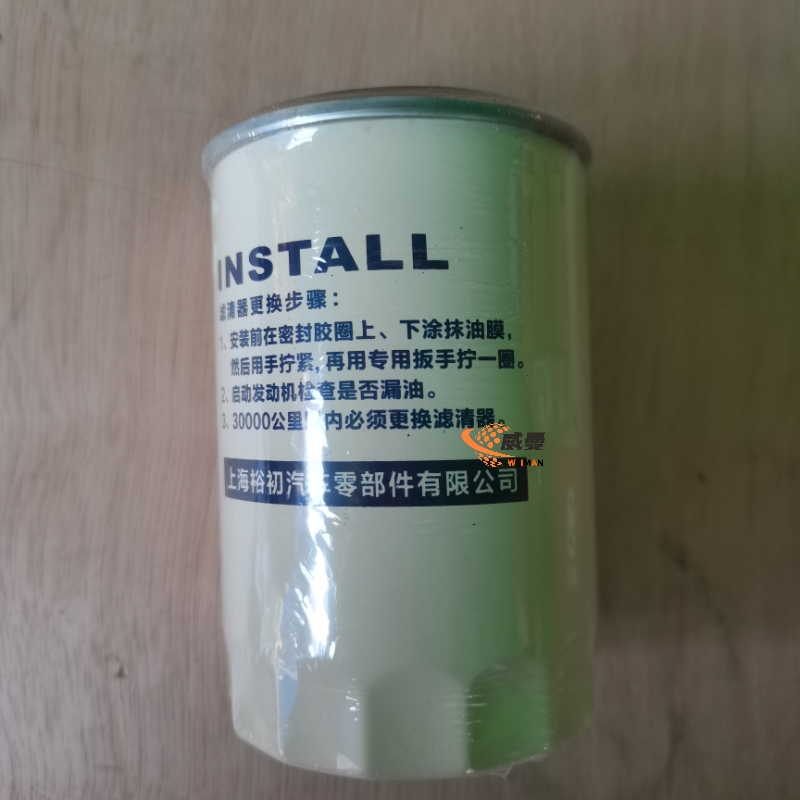 INSTALL
滤清器更换步骤：
1、安装前在密封胶圈上、下涂抹油膜，
然后用手拧紧，再用专用扳手拧一圈。
2、启动发动机检查是否漏油。
3、30000公里 内必须更换滤清器。
威曼
WIMAN
上海裕初汽车零部件有限公司